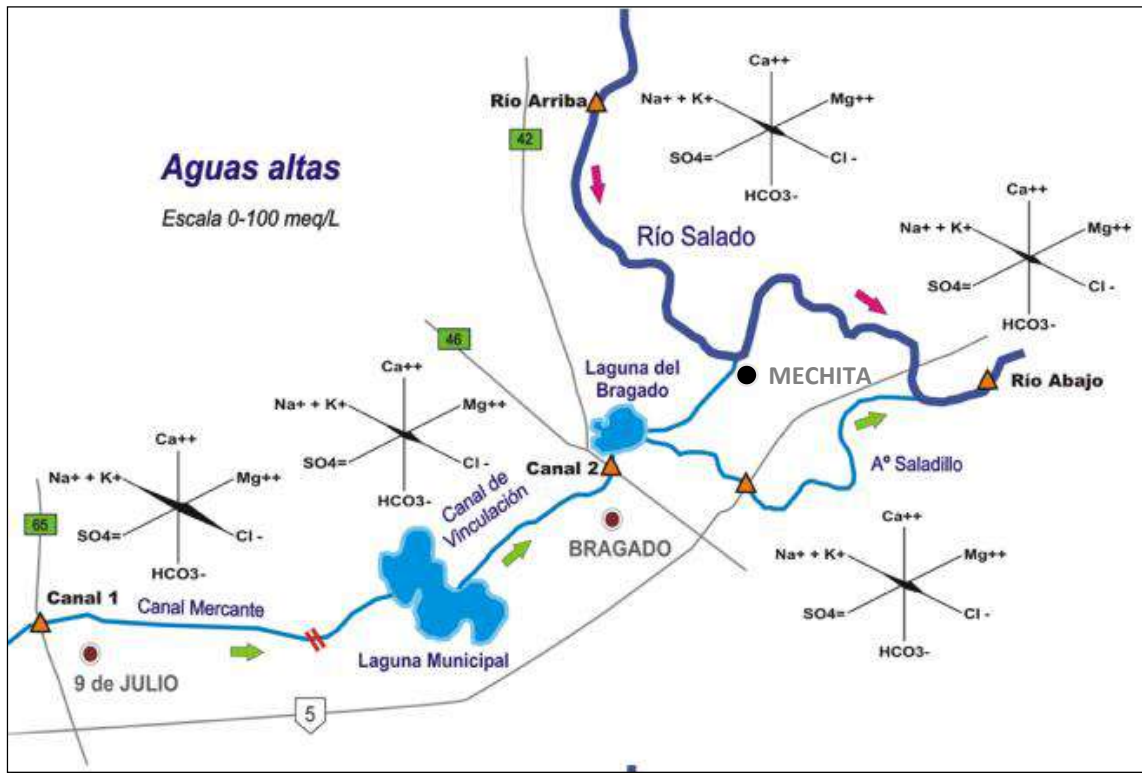 Aguas altas
Escala 0-100 meq/L
Río Arriba
42
Ca++
Na+ + K+
Mg++
SO4=
Cl -
HCO3-
Río Salado
Ca++
Na+ + K+
Mg++
SO4=
Cl -
HCO3-
46
Laguna del
Bragado
MECHITA
Río Abajo
Ca++
Na+ + K+
Mg++
SO4=
Cl -
HCO3-
Ca++
Na+ + K+
Mg++
SO4=
Cl -
HCO3-
65
Canal 2
Canal de
Vinculación
Aº Saladillo
BRAGADO
Ca++
Na+ + K+
Mg++
SO4=
Cl -
HCO3-
Canal 1
Canal Mercante
Laguna Municipal
9 de JULIO
5